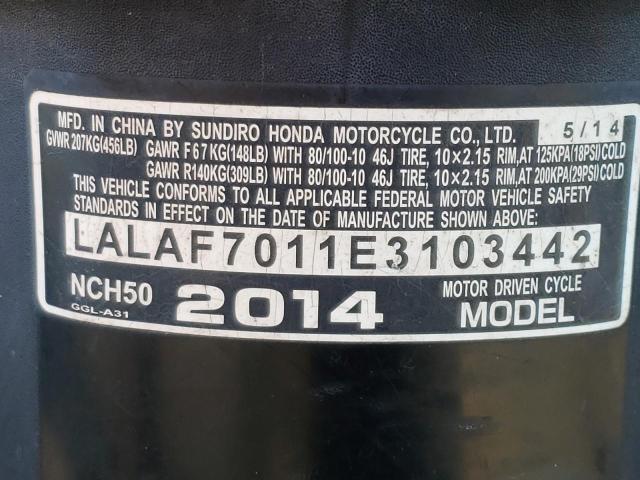 MFD. IN CHINA BY SUNDIRO HONDA MOTORCYCLE CO., LTD. 5/14
GVWR 207KG(456LB) GAWR F67KG(148LB) WITH 80/100-10 46J TIRE, 10×2.15 RIM,AT 125KPA(18PSI)COLD
GAWR R140KG(309LB) WITH 80/100-10 46J TIRE, 10×2.15 RIM,AT 200KPA(29PSI)COLD
THIS VEHICLE CONFORMS TO ALL APPLICABLE FEDERAL MOTOR VEHICLE SAFETY
STANDARDS IN EFFECT ON THE DATE OF MANUFACTURE SHOWN ABOVE:
LALAF7011E3103442
NCH50 2014 MOTOR DRIVEN CYCLE
GGL-A31 MODEL